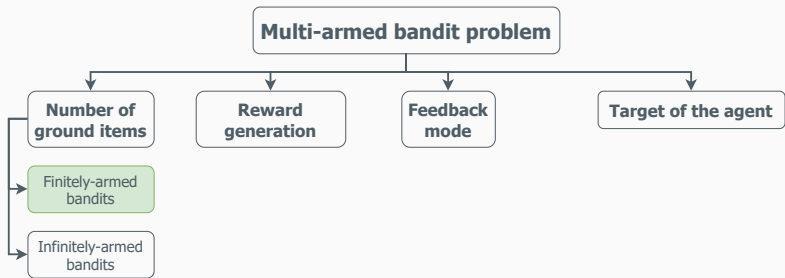 Multi-armed bandit problem
Number of
ground items
Reward
generation
Feedback
mode
Target of the agent
Finitely-armed
bandits
Infinitely-armed
bandits